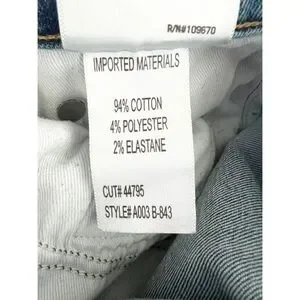 R/N#109670
IMPORTED MATERIALS
94% COTTON
4% POLYESTER
2% ELASTANE
CUT# 44795
STYLE# A003 B-843